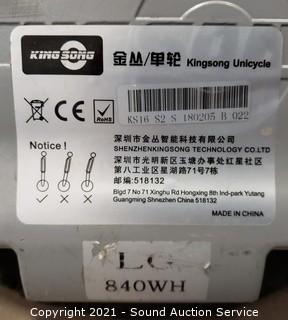 KING SONG
金丛/单轮 Kingsong Unicycle
KS16 S2 S 180205 B 022
RoHS
深圳市金丛智能科技有限公司
SHENZHENKINGSONG TECHNOLOGY CO.LTD
Notice !
深圳市光明新区玉塘办事处红星社区
第八工业区星湖路71号7栋
邮编:518132
Bigd 7 No 71 Xinghu Rd Hongxing 8th Ind-park Yutang
Guangming Shnezhen China 518132
MADE IN CHINA
LG
840WH
Copyright 2021 - Sound Auction Service